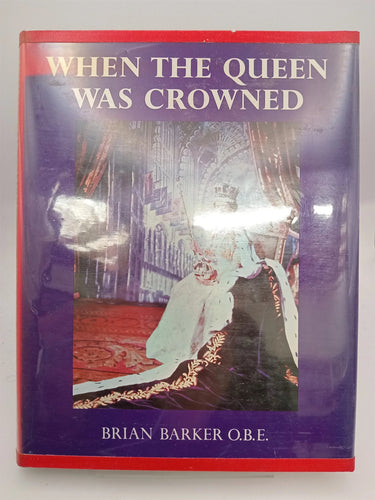 WHEN THE QUEEN
WAS CROWNED
BRIAN BARKER O.B.E.